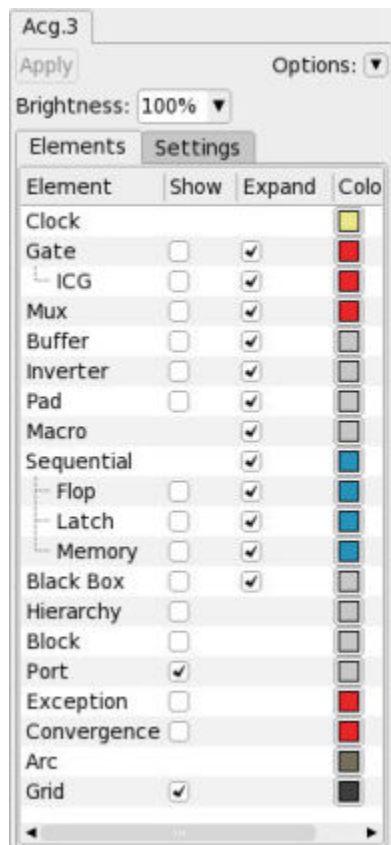 Acg.3
Apply Options:
Brightness: 100%
Elements Settings
Element Show Expand Colo
Clock
Gate
ICG
Mux
Buffer
Inverter
Pad
Macro
Sequential
Flop
Latch
Memory
Black Box
Hierarchy
Block
Port
Exception
Convergence
Arc
Grid